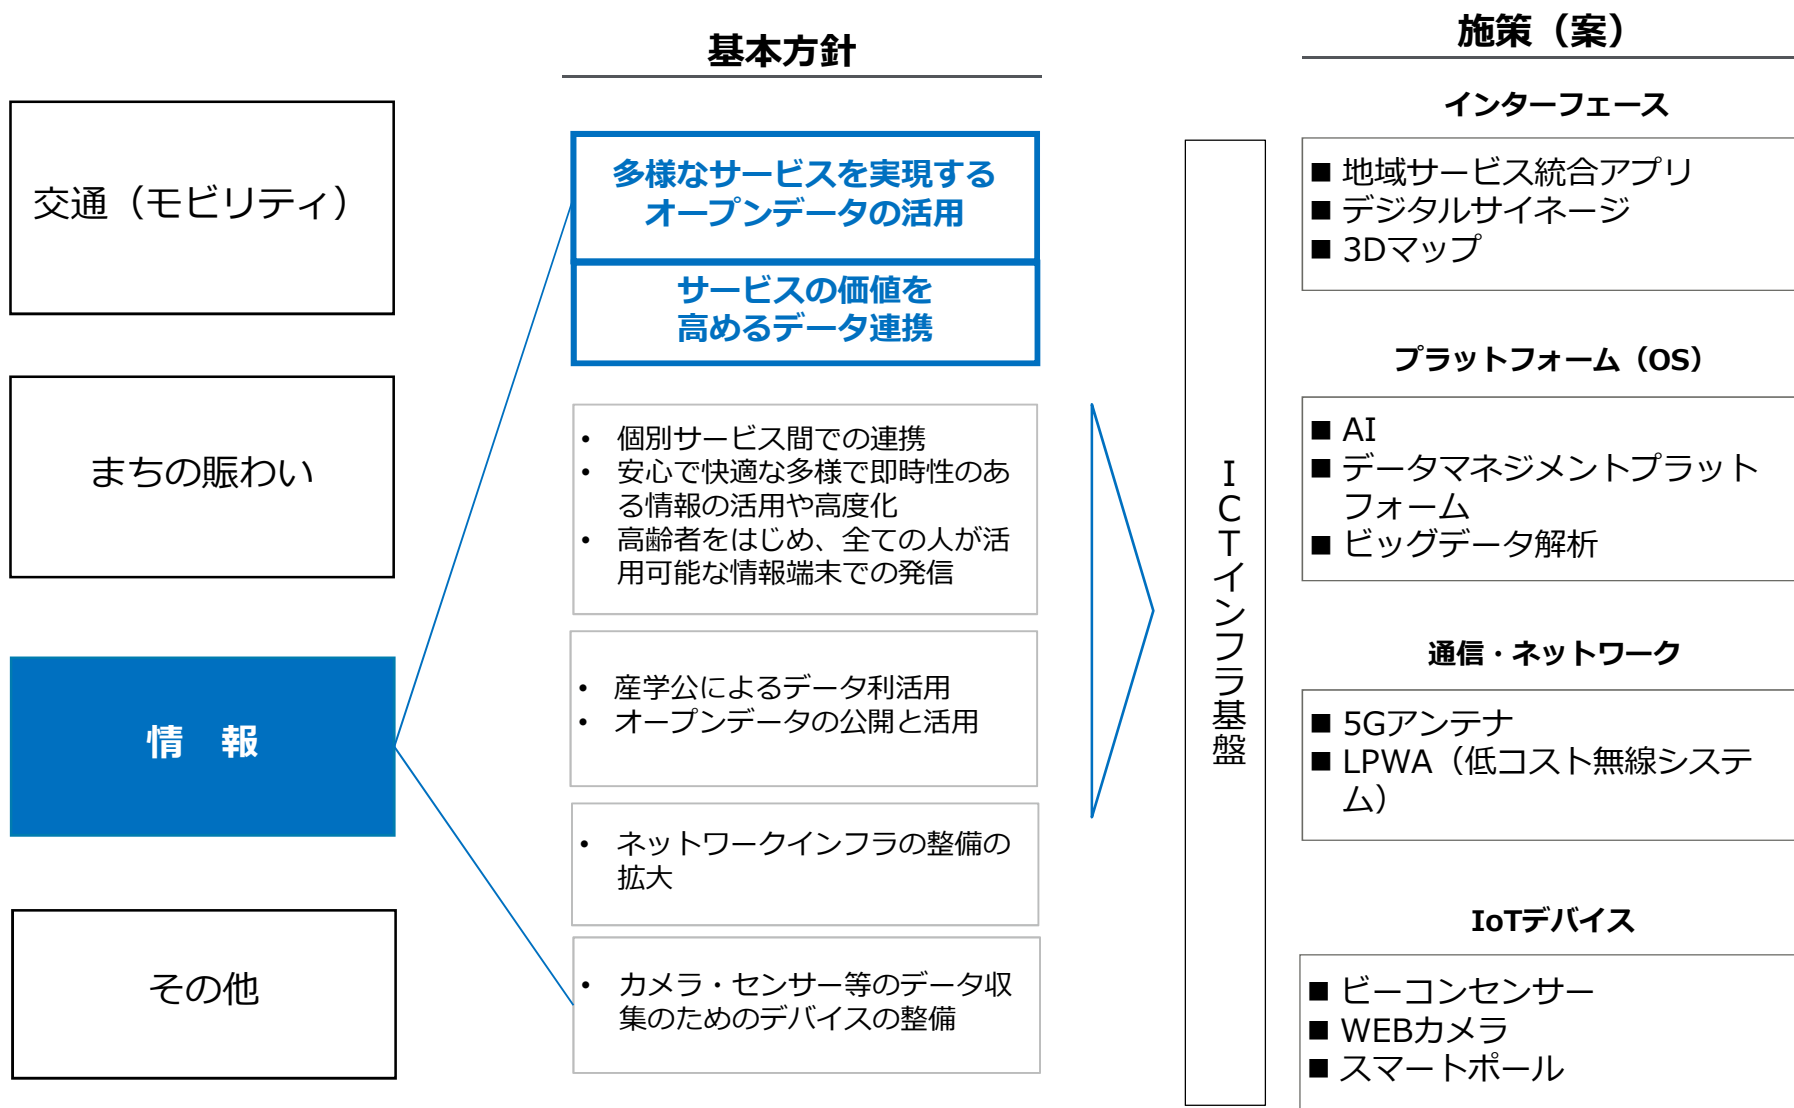 交通（モビリティ）
まちの賑わい
情　報
その他
基本方針
多様なサービスを実現する
オープンデータの活用
サービスの価値を
高めるデータ連携
• 個別サービス間での連携
• 安心で快適な多様で即時性のあ
る情報の活用や高度化
• 高齢者をはじめ、全ての人が活
用可能な情報端末での発信
• 産学公によるデータ利活用
• オープンデータの公開と活用
• ネットワークインフラの整備の
拡大
• カメラ・センサー等のデータ収
集のためのデバイスの整備
ICTインフラ基盤
施策（案）
インターフェース
■ 地域サービス統合アプリ
■ デジタルサイネージ
■ 3Dマップ
プラットフォーム（OS）
■ AI
■ データマネジメントプラット
フォーム
■ ビッグデータ解析
通信・ネットワーク
■ 5Gアンテナ
■ LPWA（低コスト無線システ
ム）
IoTデバイス
■ ビーコンセンサー
■ WEBカメラ
■ スマートポール